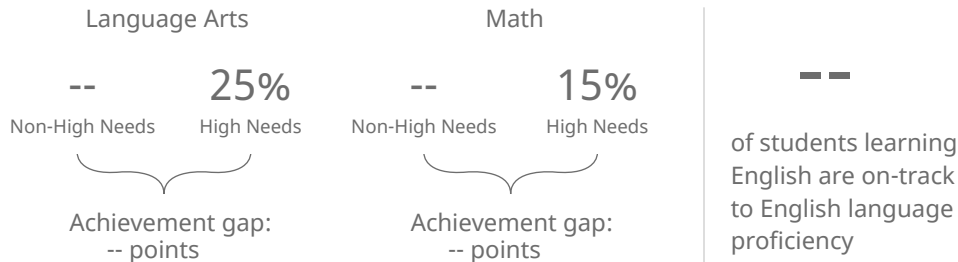 Language Arts
-- 25%
Non-High Needs High Needs
Achievement gap:
-- points
Math
-- 15%
Non-High Needs High Needs
Achievement gap:
-- points
--
of students learning
English are on-track
to English language
proficiency